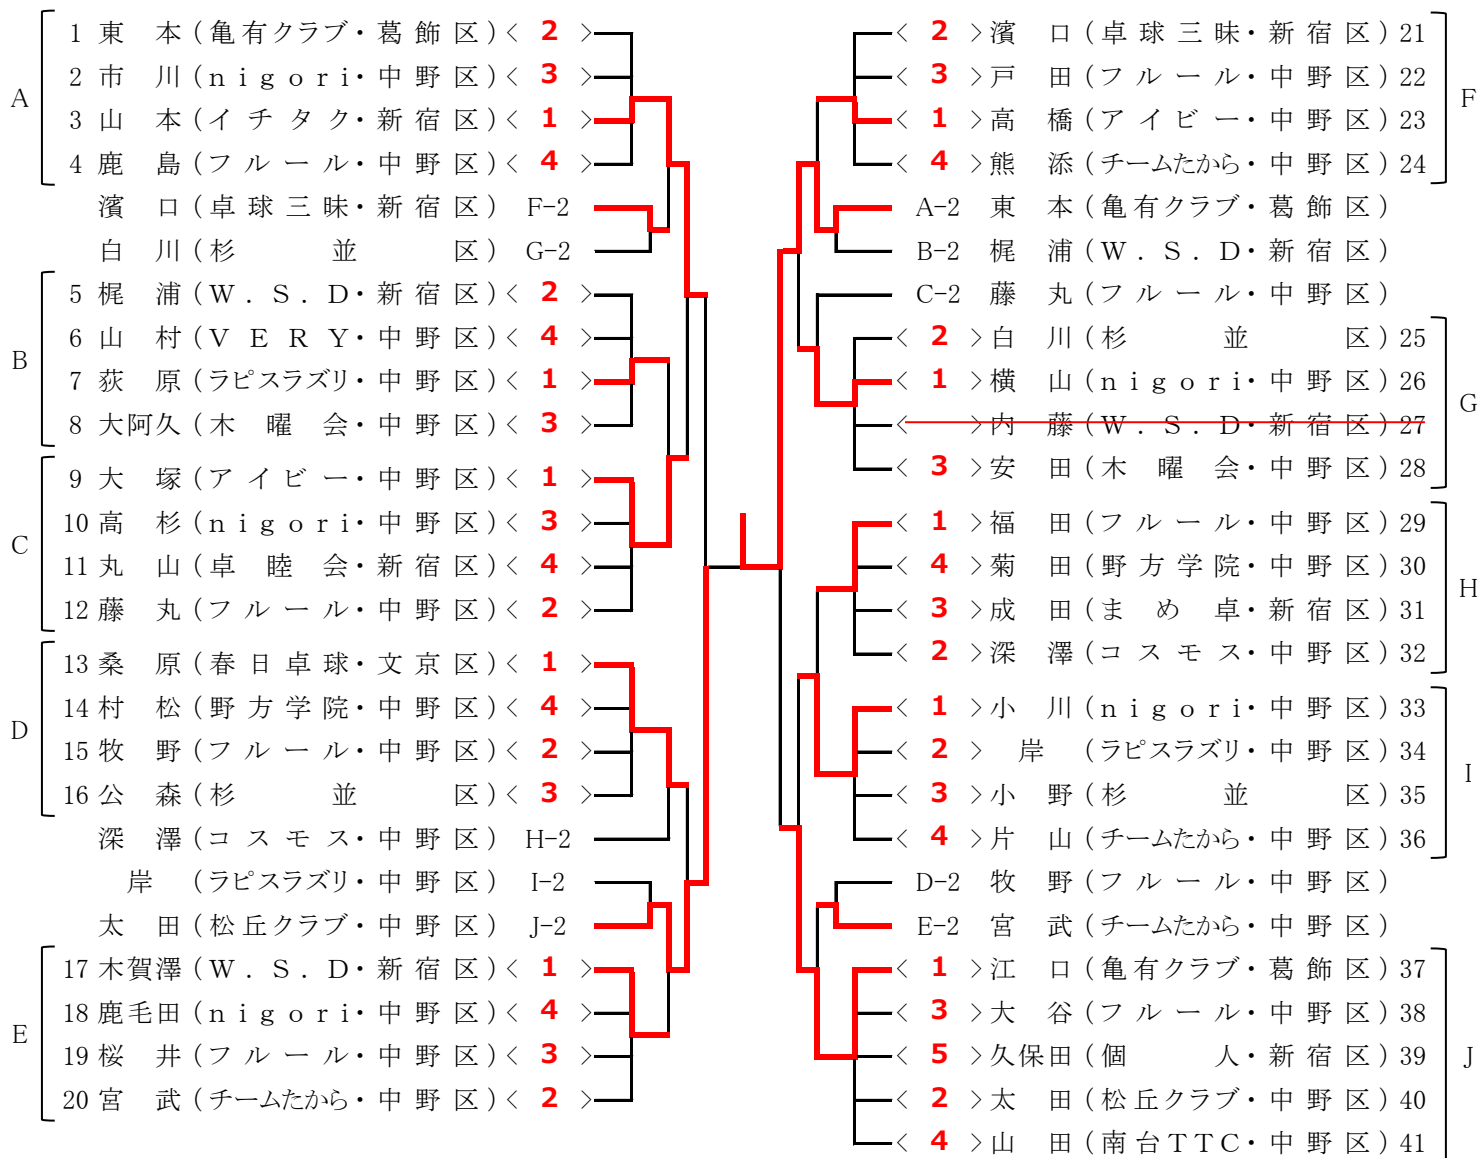 A
1 東 本 (亀有クラブ・葛飾区) < 2 >
2 市 川 (nigori・中野区) < 3 >
3 山 本 (イチタク・新宿区) < 1 >
4 鹿 島 (フルール・中野区) < 4 >
濱 口 (卓球三昧・新宿区) F-2
白 川 (杉並区) G-2
B
5 梶 浦 (W.S.D・新宿区) < 2 >
6 山 村 (VERY・中野区) < 4 >
7 荻 原 (ラピスラズリ・中野区) < 1 >
8 大阿久 (木曜会・中野区) < 3 >
C
9 大 塚 (アイビー・中野区) < 1 >
10 高 杉 (nigori・中野区) < 3 >
11 丸 山 (卓睦会・新宿区) < 4 >
12 藤 丸 (フルール・中野区) < 2 >
D
13 桑 原 (春日卓球・文京区) < 1 >
14 村 松 (野方学院・中野区) < 4 >
15 牧 野 (フルール・中野区) < 2 >
16 公 森 (杉並区) < 3 >
深 澤 (コスモス・中野区) H-2
岸 (ラピスラズリ・中野区) I-2
太 田 (松丘クラブ・中野区) J-2
E
17 木賀澤 (W.S.D・新宿区) < 1 >
18 鹿毛田 (nigori・中野区) < 4 >
19 桜 井 (フルール・中野区) < 3 >
20 宮 武 (チームたから・中野区) < 2 >
F
< 2 > 濱 口 (卓球三昧・新宿区) 21
< 3 > 戸 田 (フルール・中野区) 22
< 1 > 高 橋 (アイビー・中野区) 23
< 4 > 熊 添 (チームたから・中野区) 24
A-2 東 本 (亀有クラブ・葛飾区)
B-2 梶 浦 (W.S.D・新宿区)
C-2 藤 丸 (フルール・中野区)
G
< 2 > 白 川 (杉並区) 25
< 1 > 横 山 (nigori・中野区) 26
< > 内 藤 (W.S.D・新宿区) 27
< 3 > 安 田 (木曜会・中野区) 28
H
< 1 > 福 田 (フルール・中野区) 29
< 4 > 菊 田 (野方学院・中野区) 30
< 3 > 成 田 (まめ卓・新宿区) 31
< 2 > 深 澤 (コスモス・中野区) 32
I
< 1 > 小 川 (nigori・中野区) 33
< 2 > 岸 (ラピスラズリ・中野区) 34
< 3 > 小 野 (杉並区) 35
< 4 > 片 山 (チームたから・中野区) 36
D-2 牧 野 (フルール・中野区)
E-2 宮 武 (チームたから・中野区)
J
< 1 > 江 口 (亀有クラブ・葛飾区) 37
< 3 > 大 谷 (フルール・中野区) 38
< 5 > 久保田 (個人・新宿区) 39
< 2 > 太 田 (松丘クラブ・中野区) 40
< 4 > 山 田 (南台TTC・中野区) 41